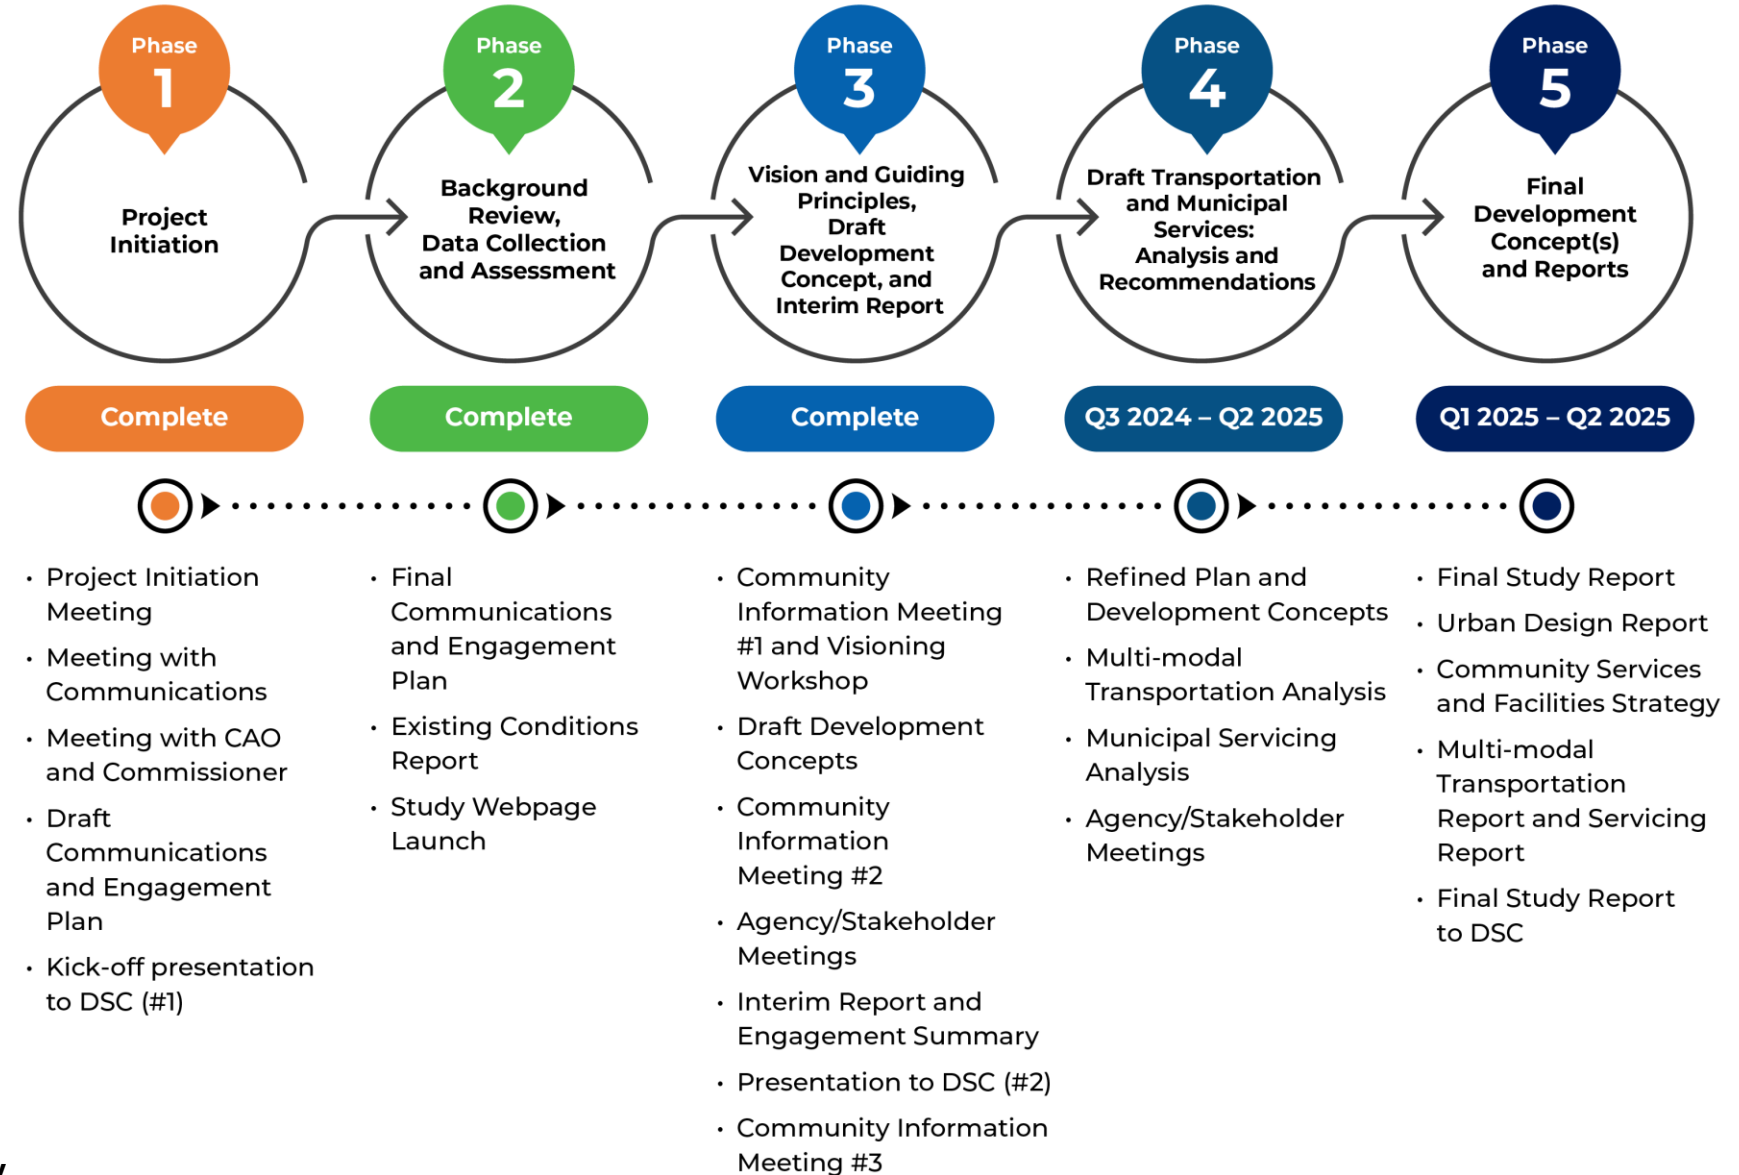 Phase
1
Project
Initiation
Complete
• Project Initiation
Meeting
• Meeting with
Communications
• Meeting with CAO
and Commissioner
• Draft
Communications
and Engagement
Plan
• Kick-off presentation
to DSC (#1)
Phase
2
Background
Review,
Data Collection
and Assessment
Complete
• Final
Communications
and Engagement
Plan
• Existing Conditions
Report
• Study Webpage
Launch
Phase
3
Vision and Guiding
Principles,
Draft
Development
Concept, and
Interim Report
Complete
• Community
Information Meeting
#1 and Visioning
Workshop
• Draft Development
Concepts
• Community
Information
Meeting #2
• Agency/Stakeholder
Meetings
• Interim Report and
Engagement Summary
• Presentation to DSC (#2)
• Community Information
Meeting #3
Phase
4
Draft Transportation
and Municipal
Services:
Analysis and
Recommendations
Q3 2024 – Q2 2025
• Refined Plan and
Development Concepts
• Multi-modal
Transportation Analysis
• Municipal Servicing
Analysis
• Agency/Stakeholder
Meetings
Phase
5
Final
Development
Concept(s)
and Reports
Q1 2025 – Q2 2025
• Final Study Report
• Urban Design Report
• Community Services
and Facilities Strategy
• Multi-modal
Transportation
Report and Servicing
Report
• Final Study Report
to DSC